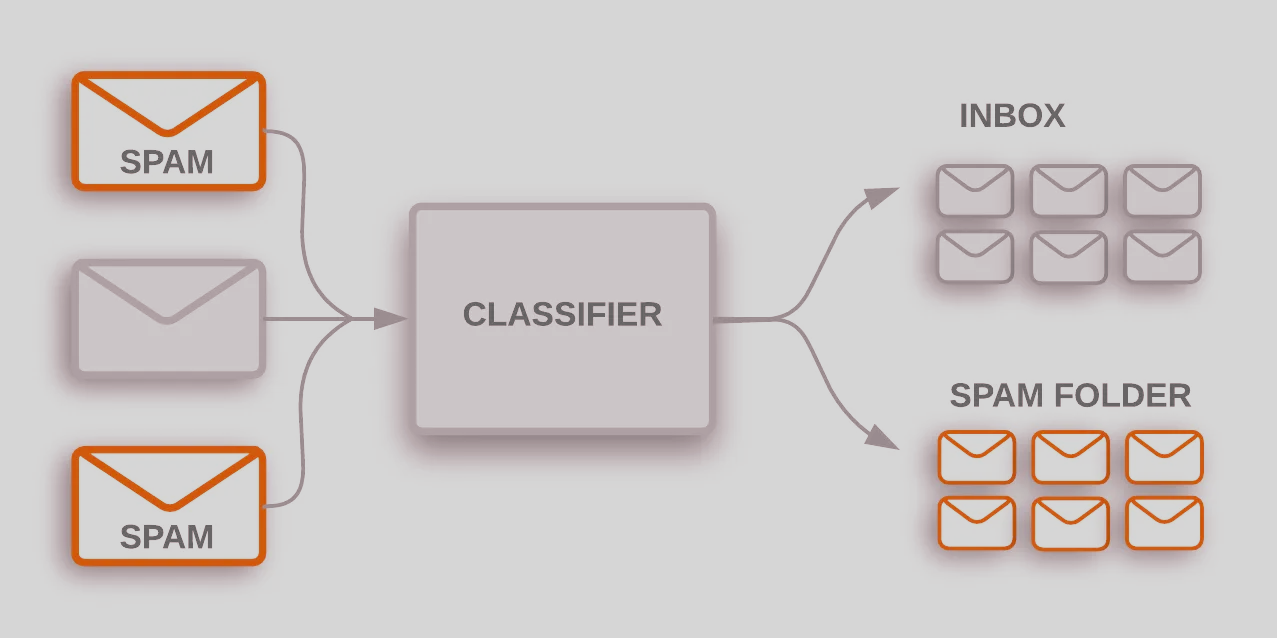 SPAM
SPAM
CLASSIFIER
INBOX
SPAM FOLDER